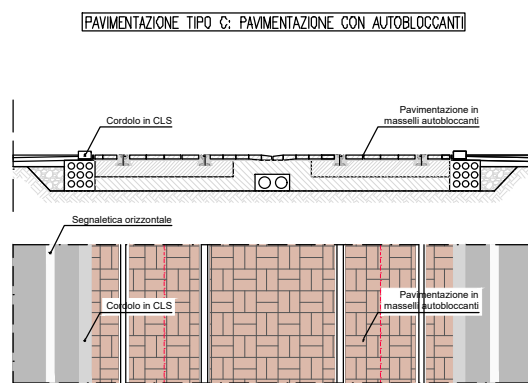 PAVIMENTAZIONE TIPO C: PAVIMENTAZIONE CON AUTOBLOCCANTI
Cordolo in CLS
Pavimentazione in
masselli autobloccanti
Segnaletica orizzontale
Cordolo in CLS
Pavimentazione in
masselli autobloccanti